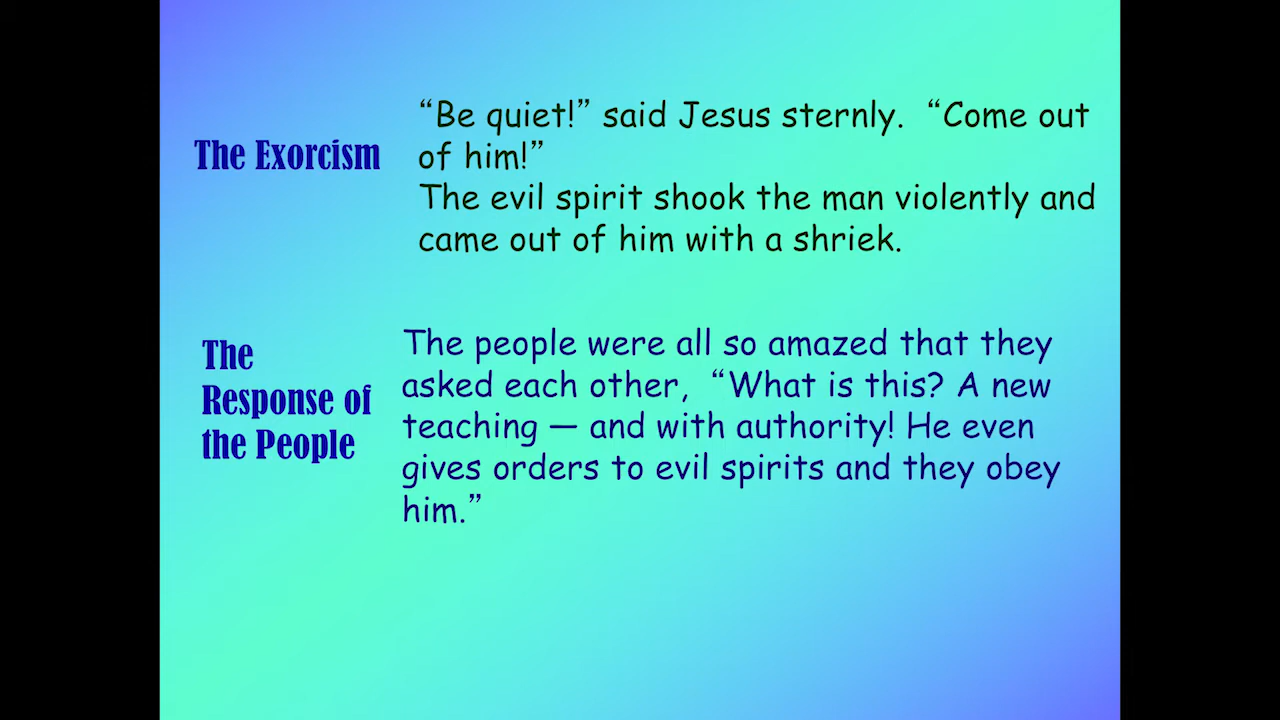 The Exorcism
“Be quiet!” said Jesus sternly. “Come out
of him!”
The evil spirit shook the man violently and
came out of him with a shriek.
The
Response of
the People
The people were all so amazed that they
asked each other, “What is this? A new
teaching — and with authority! He even
gives orders to evil spirits and they obey
him.”